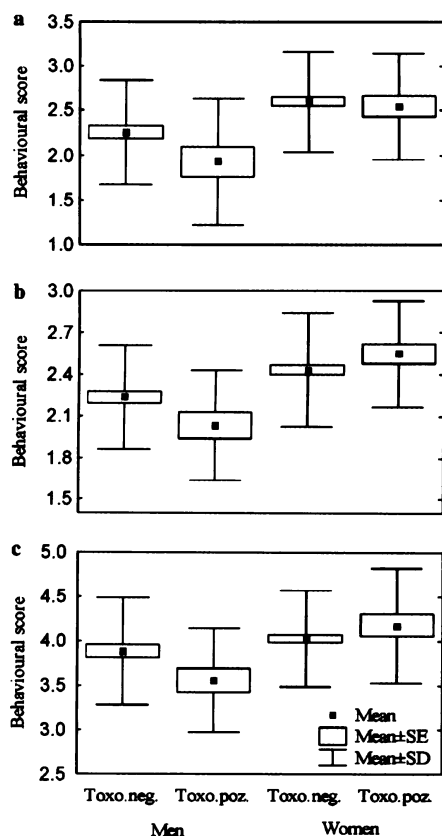 a
3.5
3.0
2.5
2.0
1.5
1.0
Behavioural score
b
3.0
2.7
2.4
2.1
1.8
1.5
Behavioural score
c
5.0
4.5
4.0
3.5
3.0
2.5
Behavioural score
Mean
Mean±SE
Mean±SD
Toxo.neg. Toxo.poz. Toxo.neg. Toxo.poz
Men Women